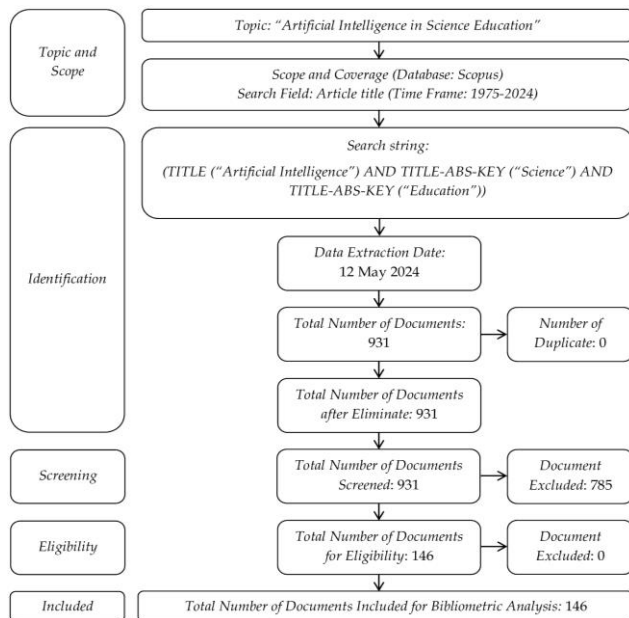 Topic and
Scope
Topic: “Artificial Intelligence in Science Education”
Scope and Coverage (Database: Scopus)
Search Field: Article title (Time Frame: 1975-2024)
Identification
Search string:
(TITLE (“Artificial Intelligence”) AND TITLE-ABS-KEY (“Science”) AND
TITLE-ABS-KEY (“Education”))
Data Extraction Date:
12 May 2024
Total Number of Documents:
931
Number of
Duplicate: 0
Total Number of Documents
after Eliminate: 931
Screening
Total Number of Documents
Screened: 931
Document
Excluded: 785
Eligibility
Total Number of Documents
for Eligibility: 146
Document
Excluded: 0
Included
Total Number of Documents Included for Bibliometric Analysis: 146